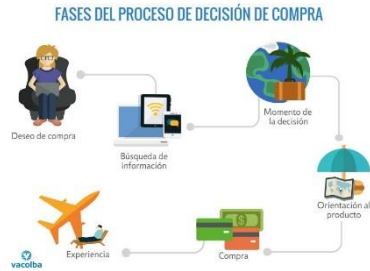 FASES DEL PROCESO DE DECISIÓN DE COMPRA
Deseo de compra
Búsqueda de
información
Momento de
la decisión
Orientación al
producto
Compra
Experiencia
vacolba